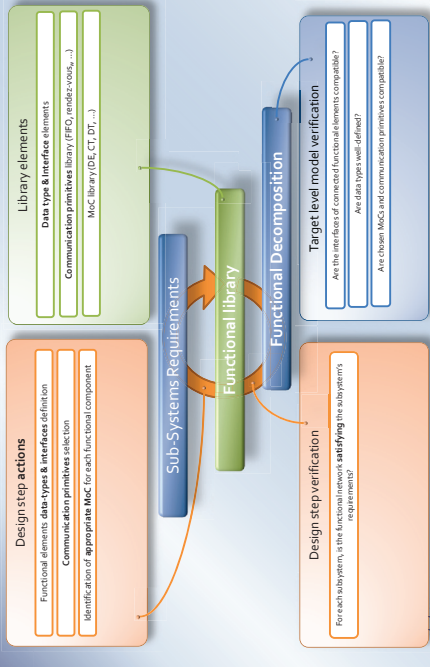 Design step actions
Functional elements data-types & interfaces definition
Communication primitives selection
Identification of appropriate MoC for each functional component
Library elements
Data type & Interface elements
Communication primitives library (FIFO, rendez-vous,, ...)
MoC library (DE, CT, DT, ...)
Sub-Systems Requirements
Functional library
Functional Decomposition
Design step verification
For each subsystem, is the functional network satisfying the subsystem's
requirements?
Target level model verification
Are the interfaces of connected functional elements compatible?
Are data types well-defined?
Are chosen MoCs and communication primitives compatible?